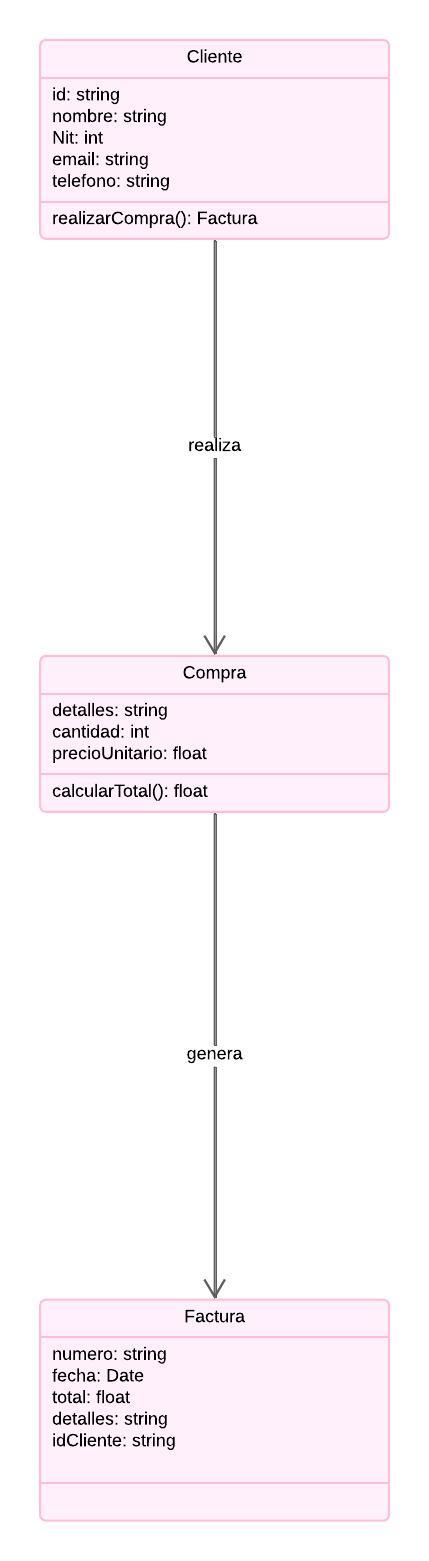 Cliente
id: string
nombre: string
Nit: int
email: string
telefono: string
realizarCompra(): Factura
realiza
Compra
detalles: string
cantidad: int
precioUnitario: float
calcularTotal(): float
genera
Factura
numero: string
fecha: Date
total: float
detalles: string
idCliente: string